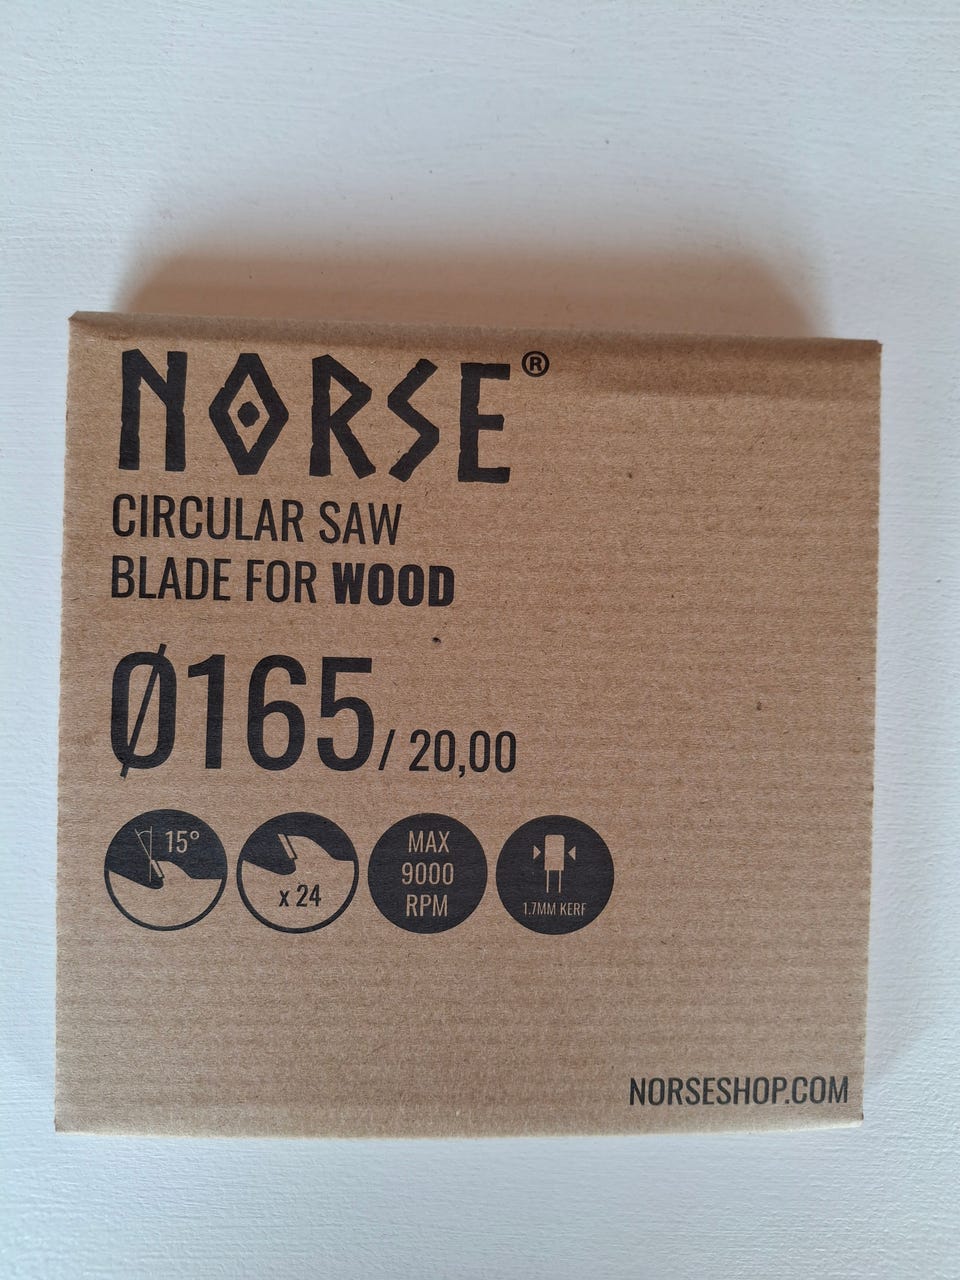 NORSE®
CIRCULAR SAW
BLADE FOR WOOD
Ø165/ 20,00
15°
x 24
MAX
9000
RPM
1.7MM KERF
NORSESHOP.COM